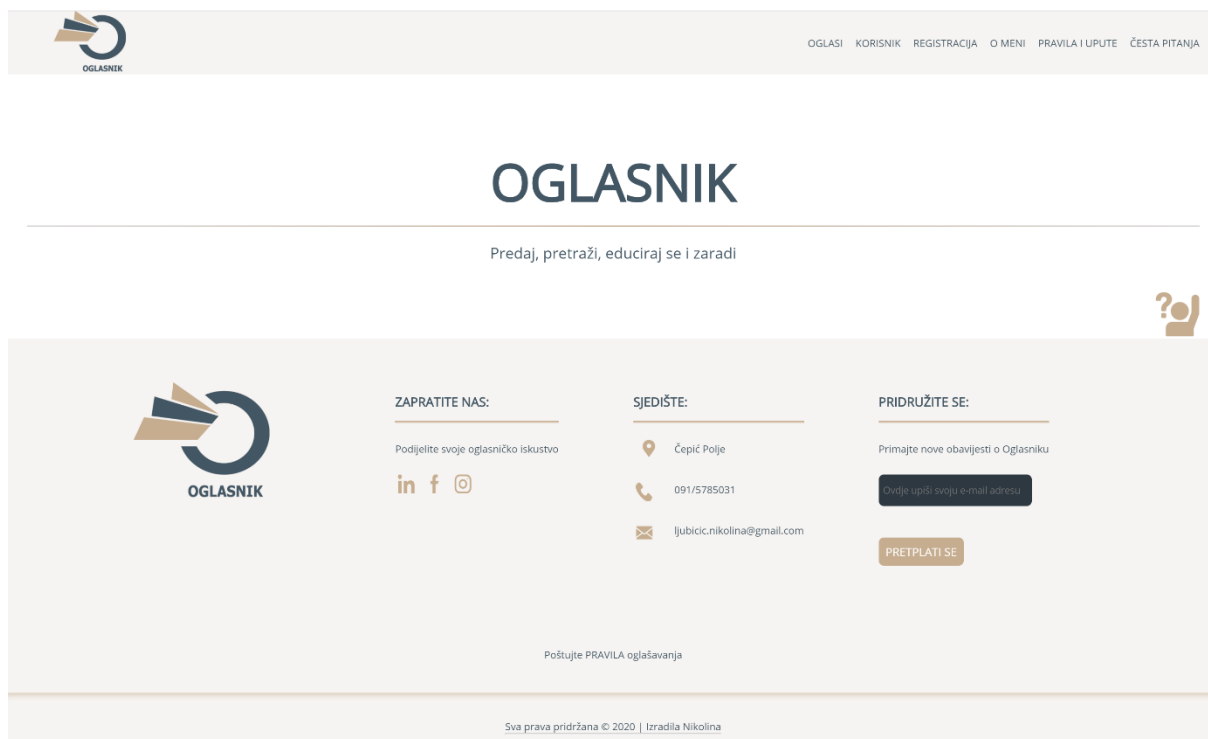 OGLASNIK
OGLASI KORISNIK REGISTRACIJA O MENI PRAVILA I UPUTE ČESTA PITANJA
OGLASNIK
Predaj, pretraži, educiraj se i zaradi
OGLASNIK
ZAPRATITE NAS:
Podijelite svoje oglasničko iskustvo
SJEDIŠTE:
Čepić Polje
091/5785031
ljubicic.nikolina@gmail.com
PRIDRUŽITE SE:
Primajte nove obavijesti o Oglasniku
Ovdje upiši svoju e-mail adresu
PRETPLATI SE
Poštujte PRAVILA oglašavanja
Sva prava pridržana © 2020 | Izradila Nikolina